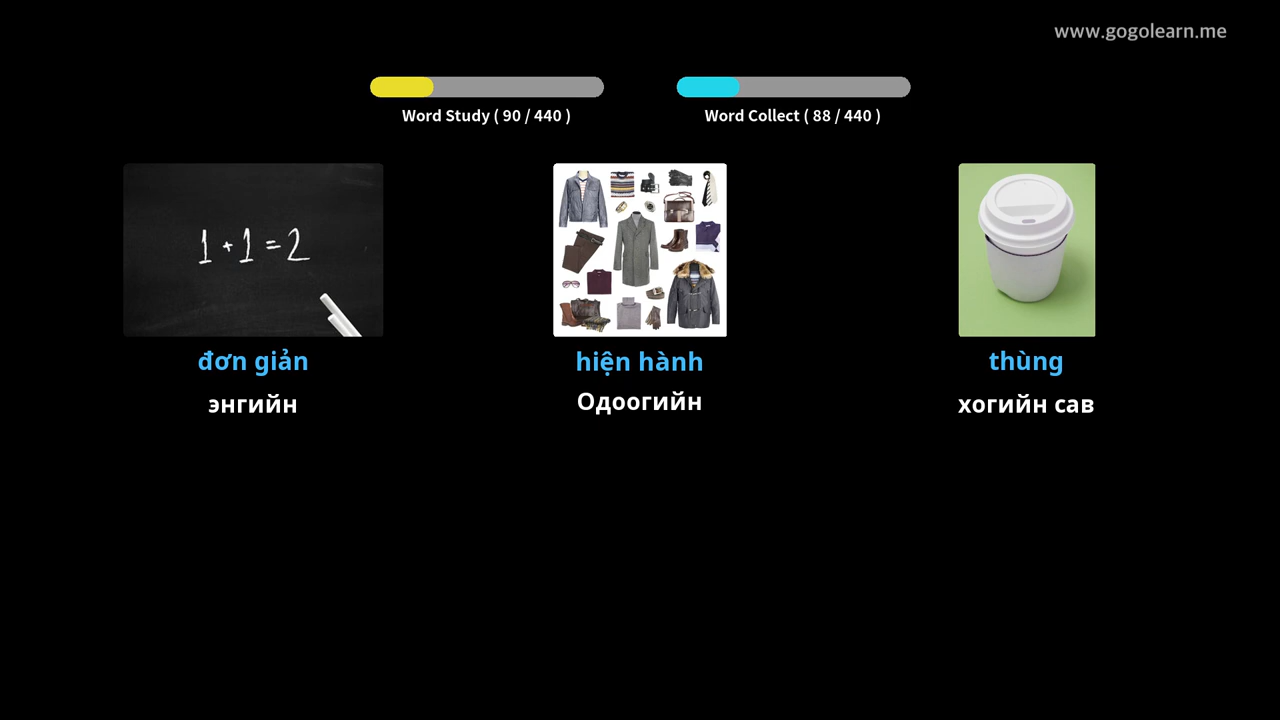 www.gogolearn.me
Word Study ( 90 / 440 )
Word Collect ( 88 / 440 )
1 + 1 = 2
đơn giản
hiện hành
thùng
энгийн
Одоогийн
хогийн сав